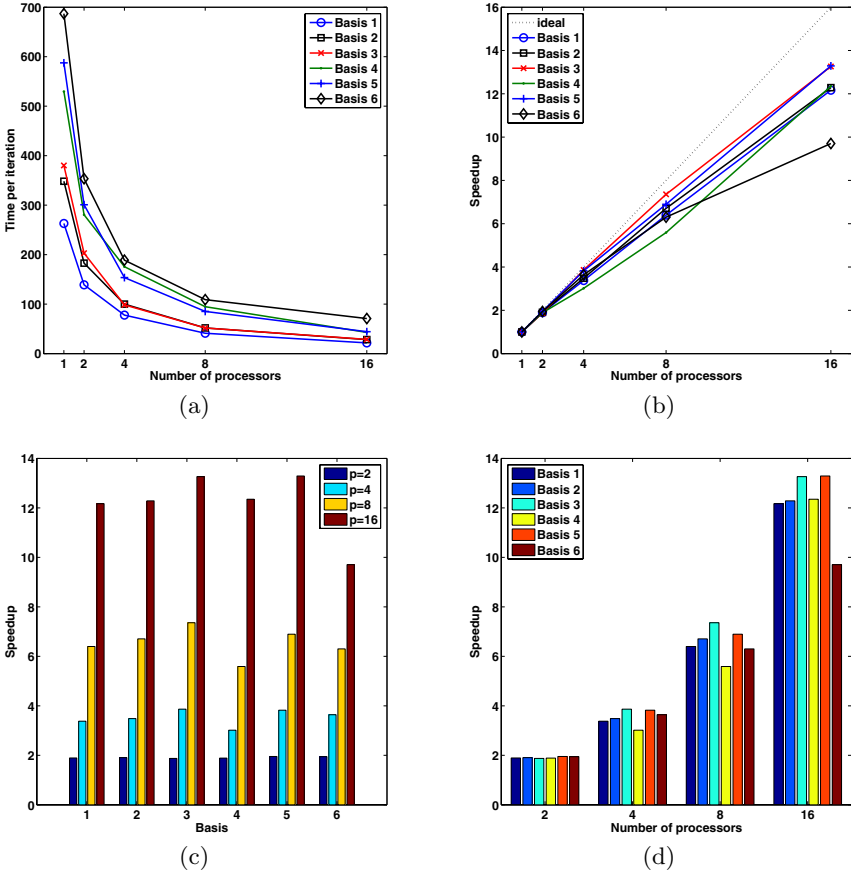 700
600
500
400
300
200
100
0
Time per iteration
1 2 4 8 16
Number of processors
Basis 1
Basis 2
Basis 3
Basis 4
Basis 5
Basis 6
(a)
16
14
12
10
8
6
4
2
0
Speedup
1 2 4 8 16
Number of processors
ideal
Basis 1
Basis 2
Basis 3
Basis 4
Basis 5
Basis 6
(b)
14
12
10
8
6
4
2
0
Speedup
1 2 3 4 5 6
Basis
p=2
p=4
p=8
p=16
(c)
14
12
10
8
6
4
2
0
Speedup
2 4 8 16
Number of processors
Basis 1
Basis 2
Basis 3
Basis 4
Basis 5
Basis 6
(d)